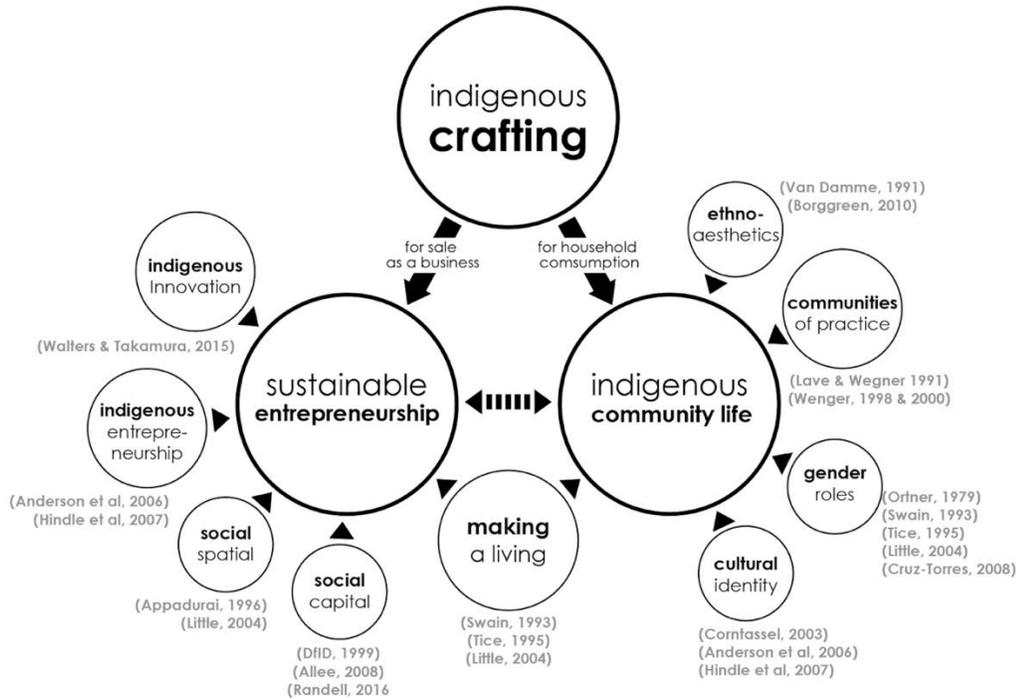 indigenous
crafting
for sale
as a business
for household
comsumption
ethno-
aesthetics
(Van Damme, 1991)
(Borggreen, 2010)
indigenous
Innovation
(Walters & Takamura, 2015)
communities
of practice
(Lave & Wegner 1991)
(Wenger, 1998 & 2000)
sustainable
entrepreneurship
indigenous
community life
indigenous
entrepre-
neurship
(Anderson et al, 2006)
(Hindle et al, 2007)
gender
roles
(Ortner, 1979)
(Swain, 1993)
(Tice, 1995)
(Little, 2004)
(Cruz-Torres, 2008)
social
spatial
(Appadurai, 1996)
(Little, 2004)
social
capital
(DfID, 1999)
(Allee, 2008)
(Randell, 2016
making
a living
(Swain, 1993)
(Tice, 1995)
(Little, 2004)
cultural
identity
(Corntassel, 2003)
(Anderson et al, 2006)
(Hindle et al, 2007)